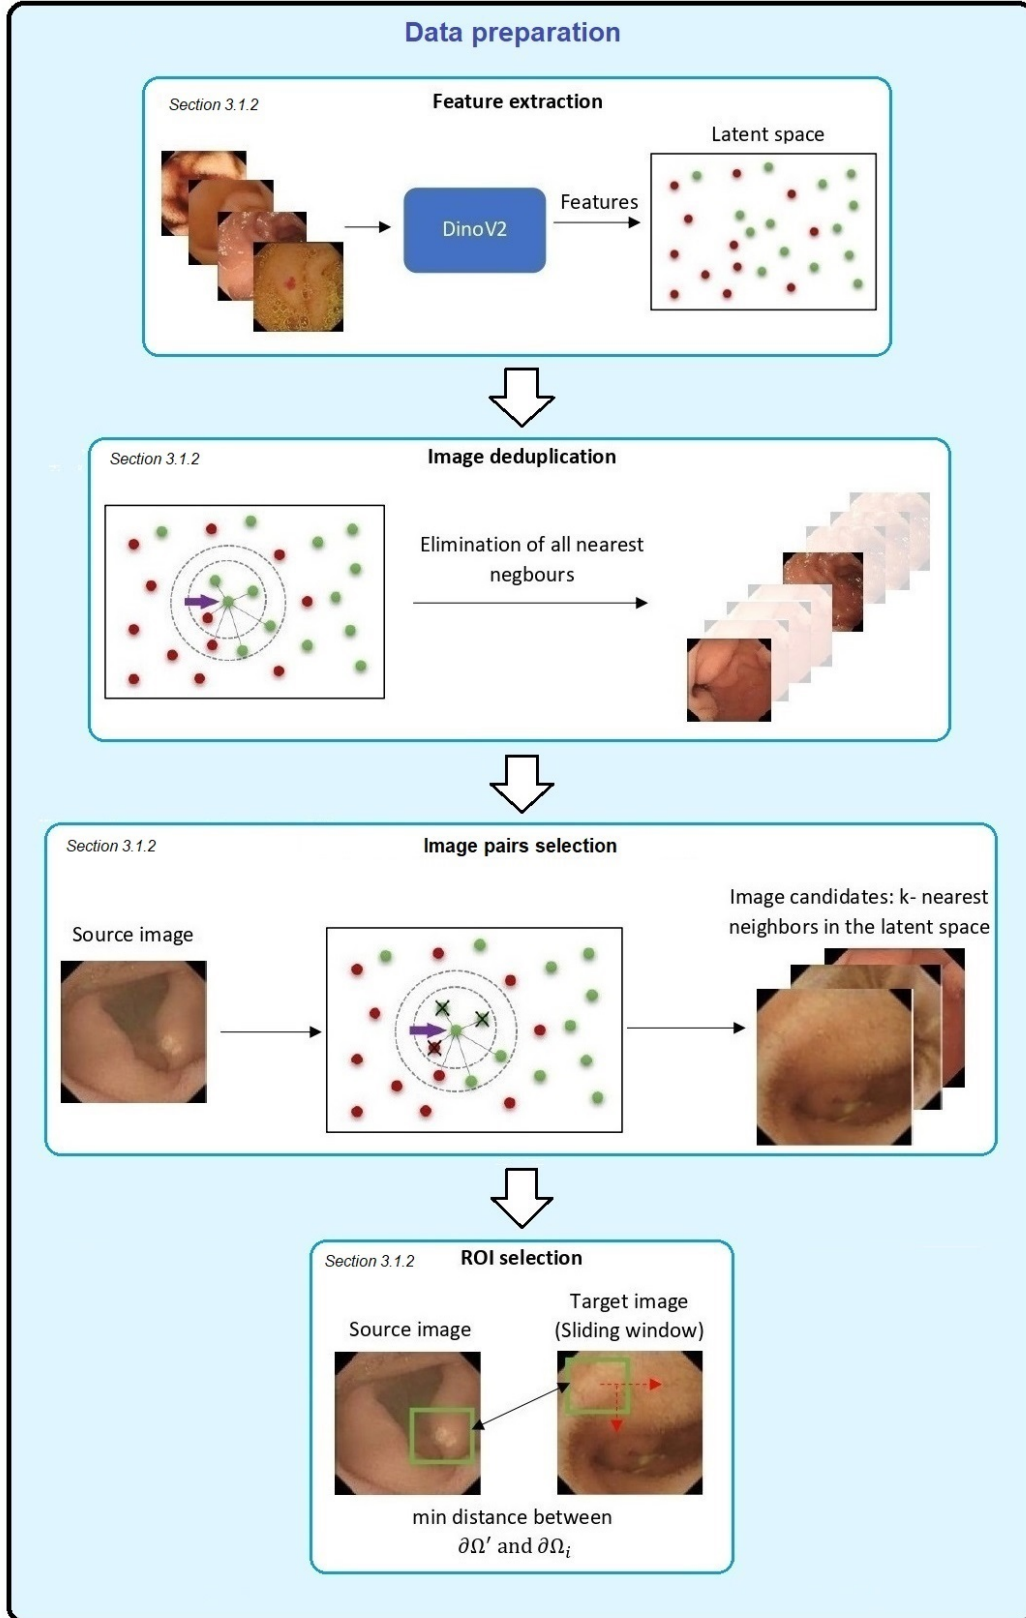 Data preparation
Section 3.1.2
Feature extraction
Latent space
DinoV2
Features
Section 3.1.2
Image deduplication
Elimination of all nearest
negbours
Section 3.1.2
Image pairs selection
Source image
Image candidates: k- nearest
neighbors in the latent space
Section 3.1.2
ROI selection
Source image
Target image
(Sliding window)
min distance between
∂Ω′ and ∂Ωᵢ